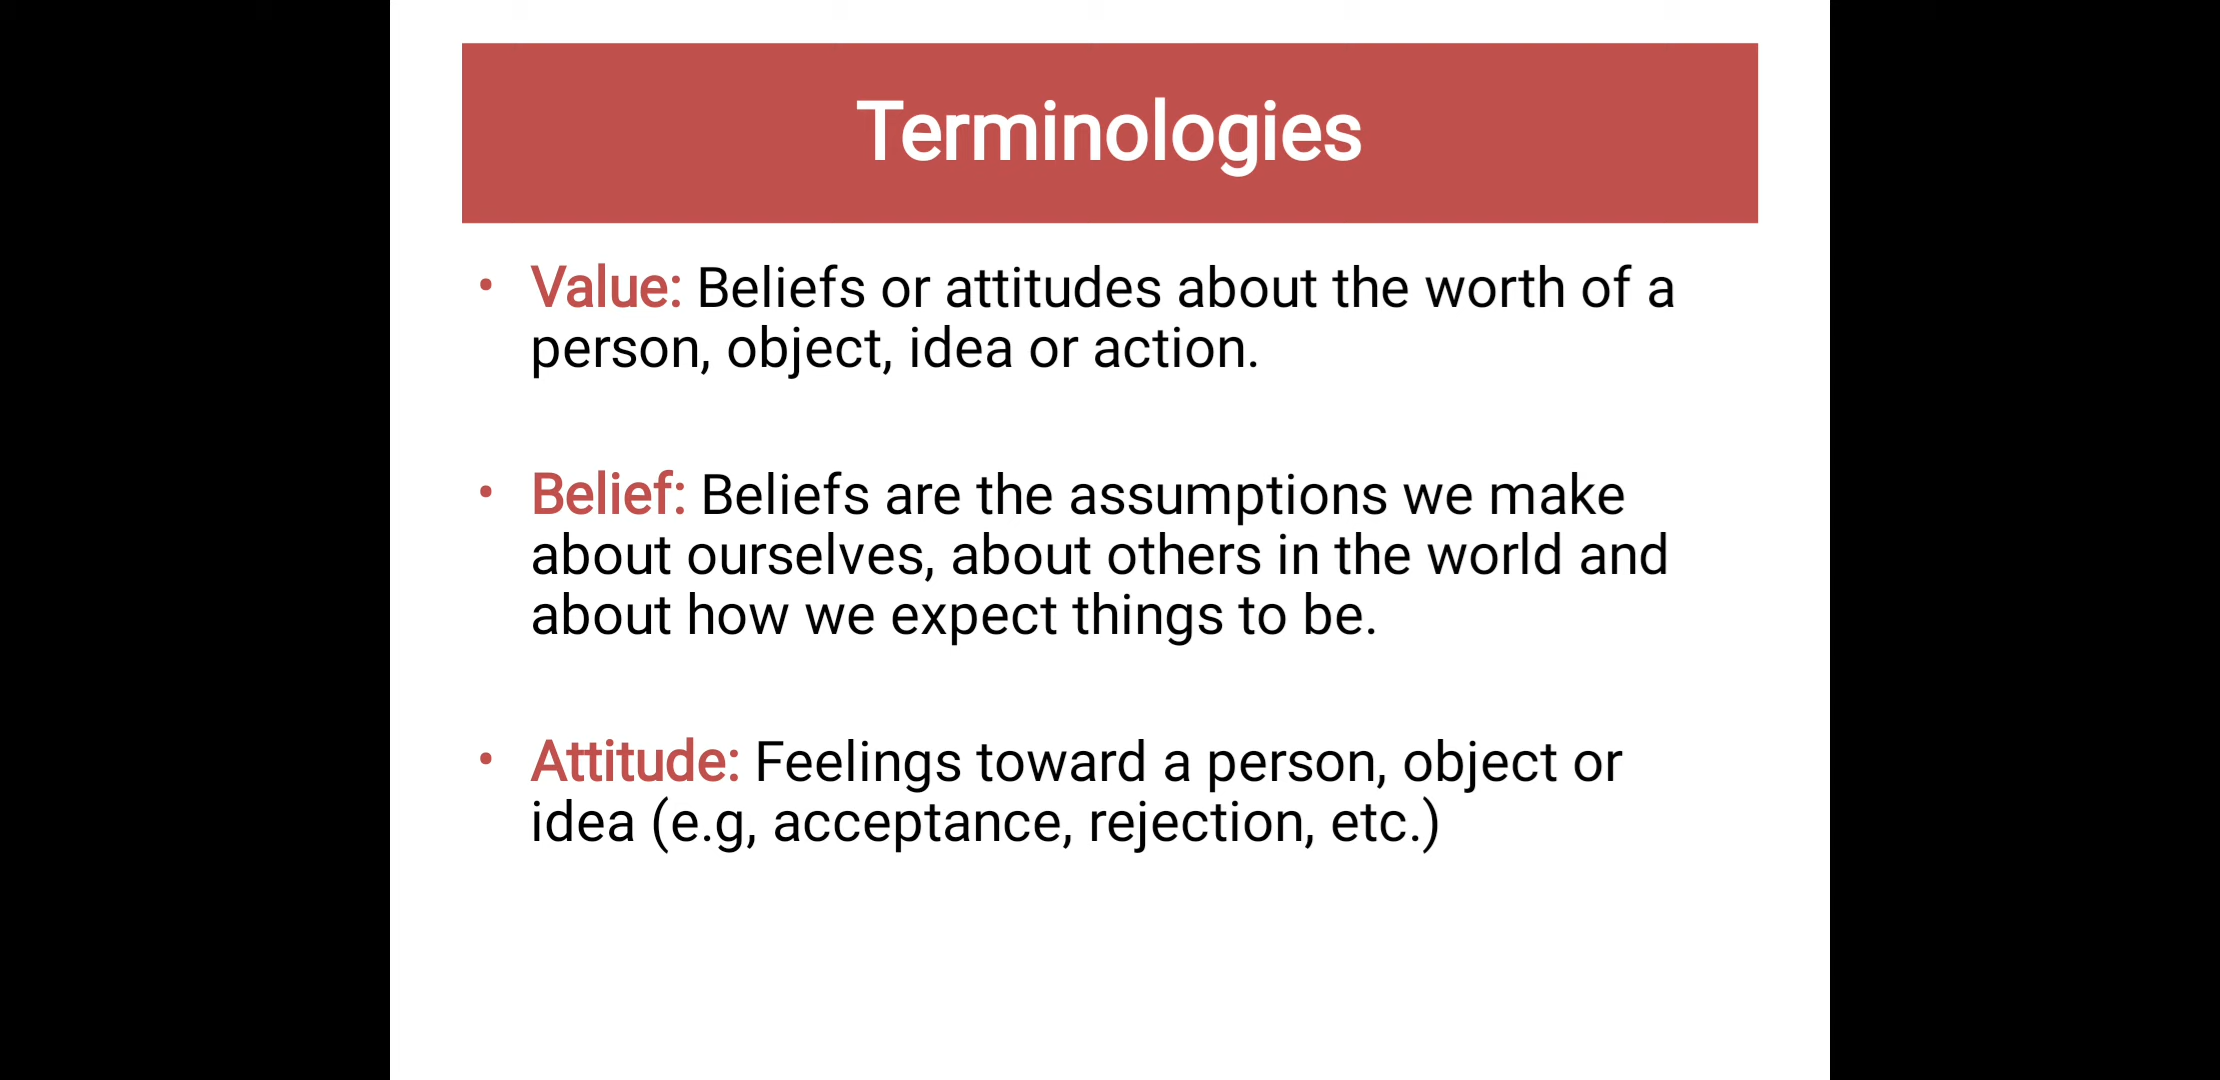 Terminologies
• Value: Beliefs or attitudes about the worth of a
person, object, idea or action.
• Belief: Beliefs are the assumptions we make
about ourselves, about others in the world and
about how we expect things to be.
• Attitude: Feelings toward a person, object or
idea (e.g, acceptance, rejection, etc.)